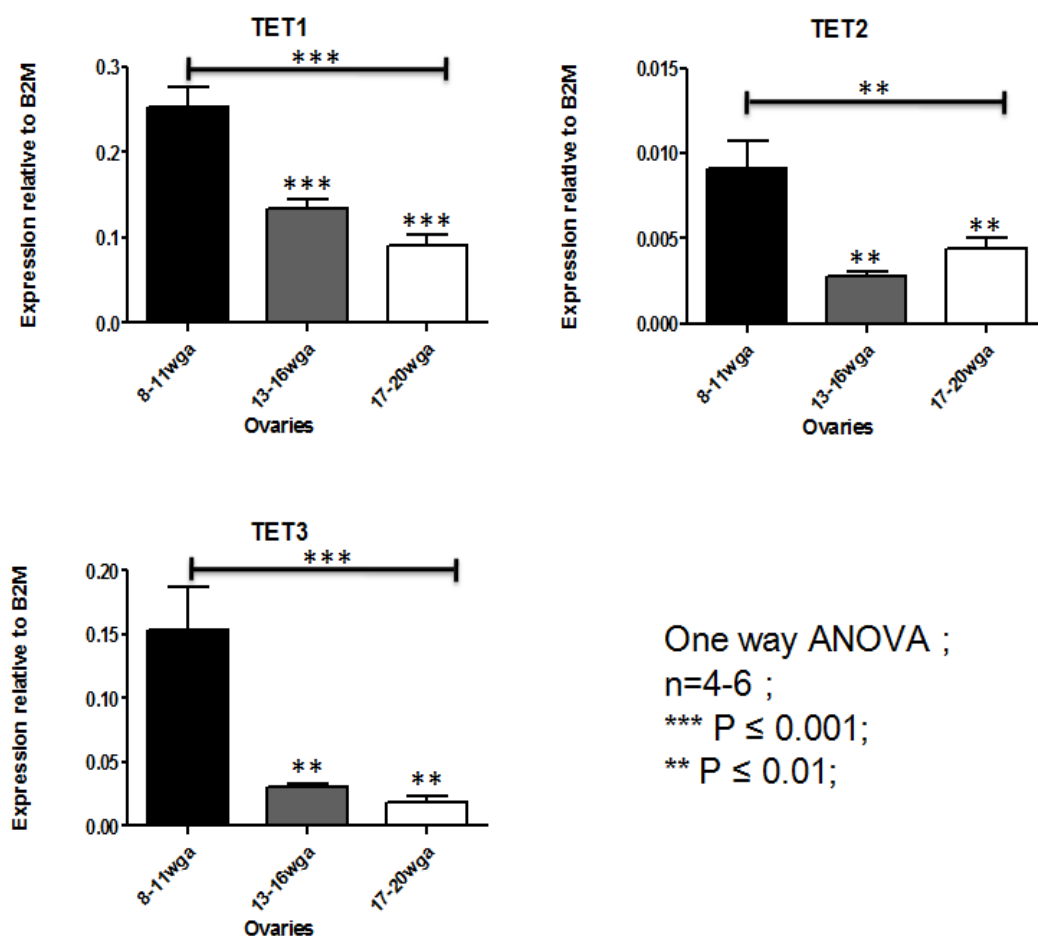 TET1
***
Expression relative to B2M
0.3
0.2
0.1
0.0
***
***
8-11wga
13-16wga
17-20wga
Ovaries
TET2
**
Expression relative to B2M
0.015
0.010
0.005
0.000
**
**
8-11wga
13-16wga
17-20wga
Ovaries
TET3
***
Expression relative to B2M
0.20
0.15
0.10
0.05
0.00
**
**
8-11wga
13-16wga
17-20wga
Ovaries
One way ANOVA ;
n=4-6 ;
*** P ≤ 0.001;
** P ≤ 0.01;